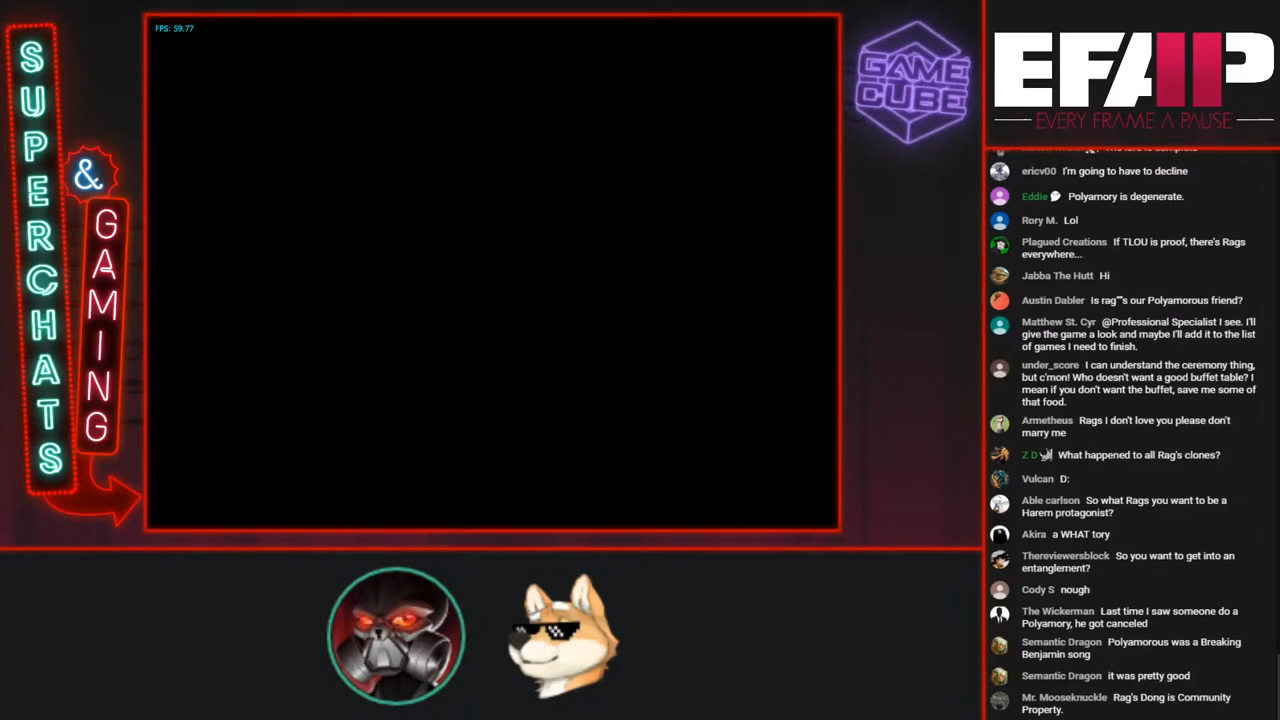 SUPERCHATS
&
GAMING
FPS: 59.77
GAME
CUBE
EFAP
EVERY FRAME A PAUSE
ericv00 I'm going to have to decline
Eddie Polyamory is degenerate.
Rory M. Lol
Plagued Creations If TLOU is proof, there's Rags
everywhere...
Jabba The Hutt Hi
Austin Dabler Is rag""s our Polyamorous friend?
Matthew St. Cyr @Professional Specialist I see. I'll
give the game a look and maybe I'll add it to the list
of games I need to finish.
under_score I can understand the ceremony thing,
but c'mon! Who doesn't want a good buffet table? I
mean if you don't want the buffet, save me some of
that food.
Armetheus Rags I don't love you please don't
marry me
Z D What happened to all Rag's clones?
Vulcan D:
Able carlson So what Rags you want to be a
Harem protagonist?
Akira a WHAT tory
Thereviewersblock So you want to get into an
entanglement?
Cody S nough
The Wickerman Last time I saw someone do a
Polyamory, he got canceled
Semantic Dragon Polyamorous was a Breaking
Benjamin song
Semantic Dragon it was pretty good
Mr. Mooseknuckle Rag's Dong is Community
Property.